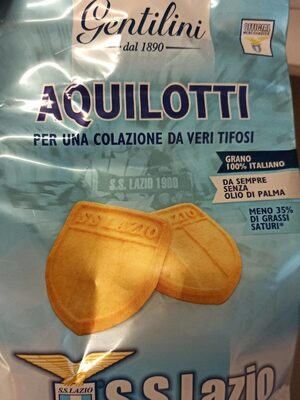 Gentilini
dal 1890
OFFICIAL
AQUILOTTI
PER UNA COLAZIONE DA VERI TIFOSI
GRANO
100% ITALIANO
DA SEMPRE
SENZA
OLIO DI PALMA
MENO 35%
DI GRASSI
SATURI*
S.S. LAZIO 1900
S.S.LAZIO
S.S.LAZIO
S.S.Lazio